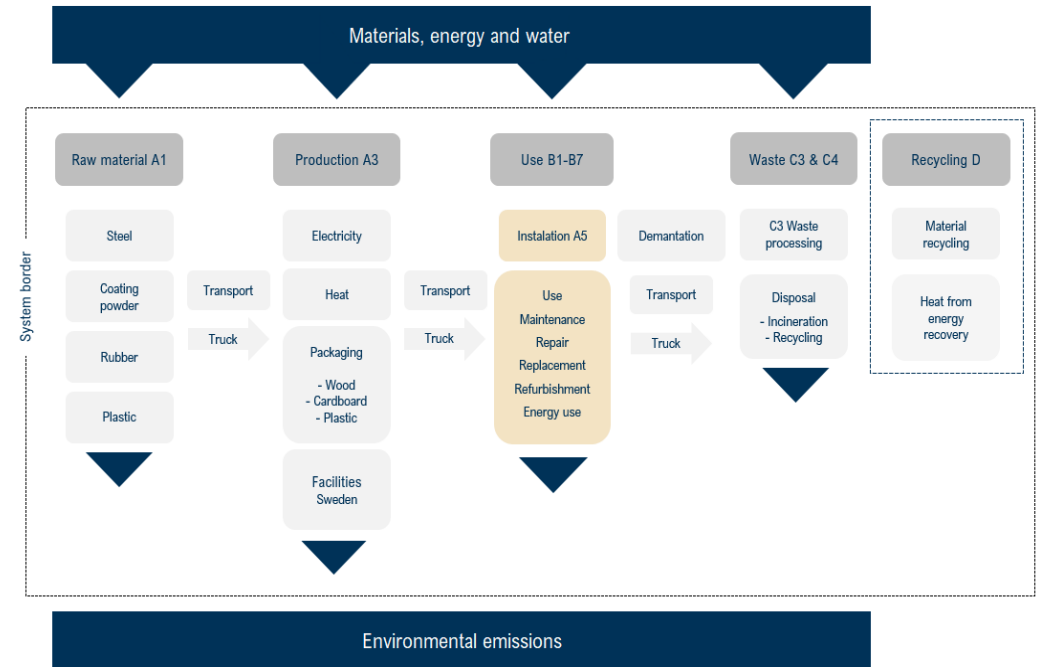 Materials, energy and water
System border
Raw material A1
Steel
Coating
powder
Rubber
Plastic
Transport
Truck
Production A3
Electricity
Heat
Packaging
- Wood
- Cardboard
- Plastic
Facilities
Sweden
Transport
Truck
Use B1-B7
Instalation A5
Use
Maintenance
Repair
Replacement
Refurbishment
Energy use
Demantation
Transport
Truck
Waste C3 & C4
C3 Waste
processing
Disposal
- Incineration
- Recycling
Recycling D
Material
recycling
Heat from
energy
recovery
Environmental emissions